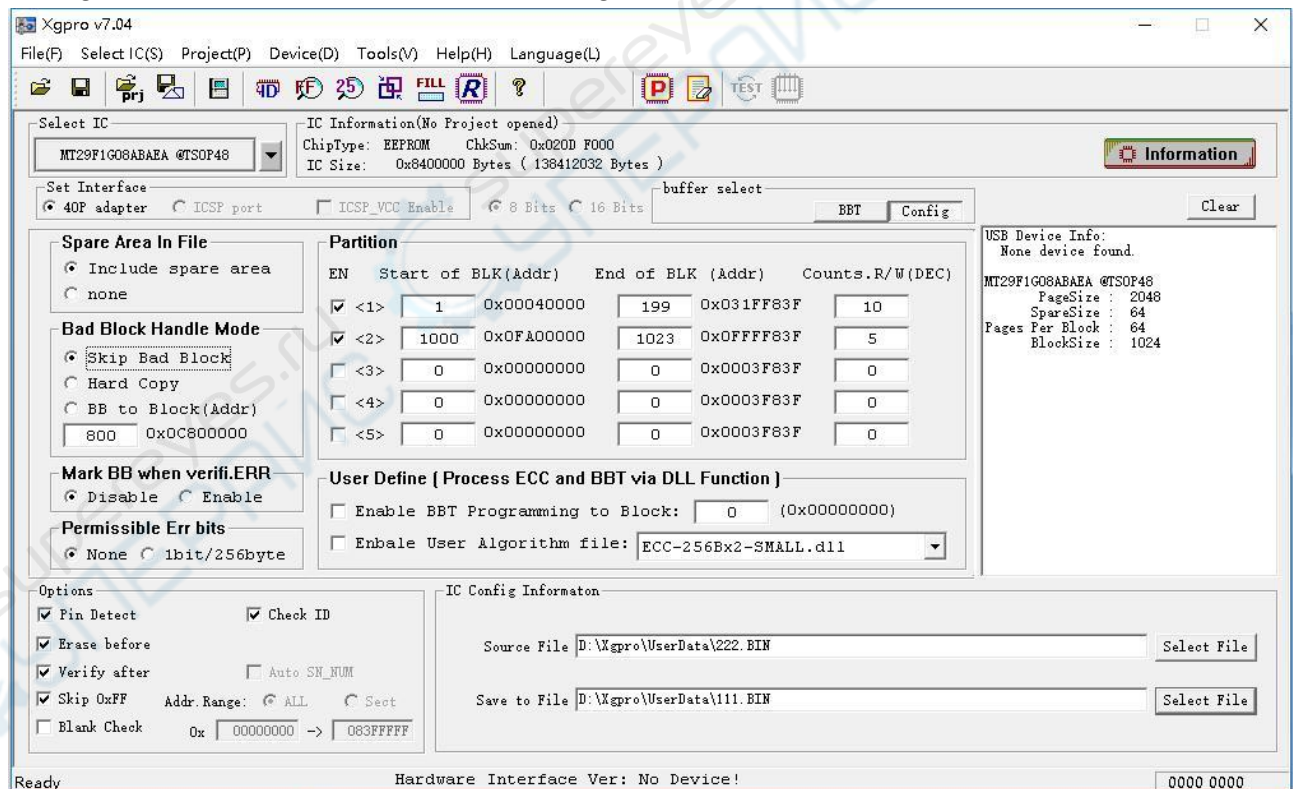 Xgpro v7.04
File(F) Select IC(S) Project(P) Device(D) Tools(V) Help(H) Language(L)
prj 4D FF 25 FILL R ? P TEST
Select IC
MT29F1G08ABAEA @TSOP48
IC Information(No Project opened)
ChipType: EEPROM ChkSum: 0x020D F000
IC Size: 0x8400000 Bytes ( 138412032 Bytes )
Information
Set Interface
40P adapter ICSP port ICSP_VCC Enable 8 Bits 16 Bits
buffer select
BBT Config
Clear
Spare Area In File
Include spare area
none
Bad Block Handle Mode
Skip Bad Block
Hard Copy
BB to Block(Addr)
800 0x0C800000
Mark BB when verifi.ERR
Disable Enable
Permissible Err bits
None 1bit/256byte
Partition
EN Start of BLK(Addr) End of BLK (Addr) Counts.R/W(DEC)
<1> 1 0x00040000 199 0x031FF83F 10
<2> 1000 0x0FA00000 1023 0x0FFFF83F 5
<3> 0 0x00000000 0 0x0003F83F 0
<4> 0 0x00000000 0 0x0003F83F 0
<5> 0 0x00000000 0 0x0003F83F 0
User Define ( Process ECC and BBT via DLL Function )
Enable BBT Programming to Block: 0 (0x00000000)
Enbale User Algorithm file: ECC-256Bx2-SMALL.dll
USB Device Info:
None device found.
MT29F1G08ABAEA @TSOP48
PageSize : 2048
SpareSize : 64
Pages Per Block : 64
BlockSize : 1024
Options
Pin Detect Check ID
Erase before
Verify after Auto SN_NUM
Skip 0xFF Addr.Range: ALL Sect
Blank Check 0x 00000000 -> 083FFFFF
IC Config Informaton
Source File D:\Xgpro\UserData\222.BIN Select File
Save to File D:\Xgpro\UserData\111.BIN Select File
Ready Hardware Interface Ver: No Device! 0000 0000
supereyes.ru
СУПЕРАЙС